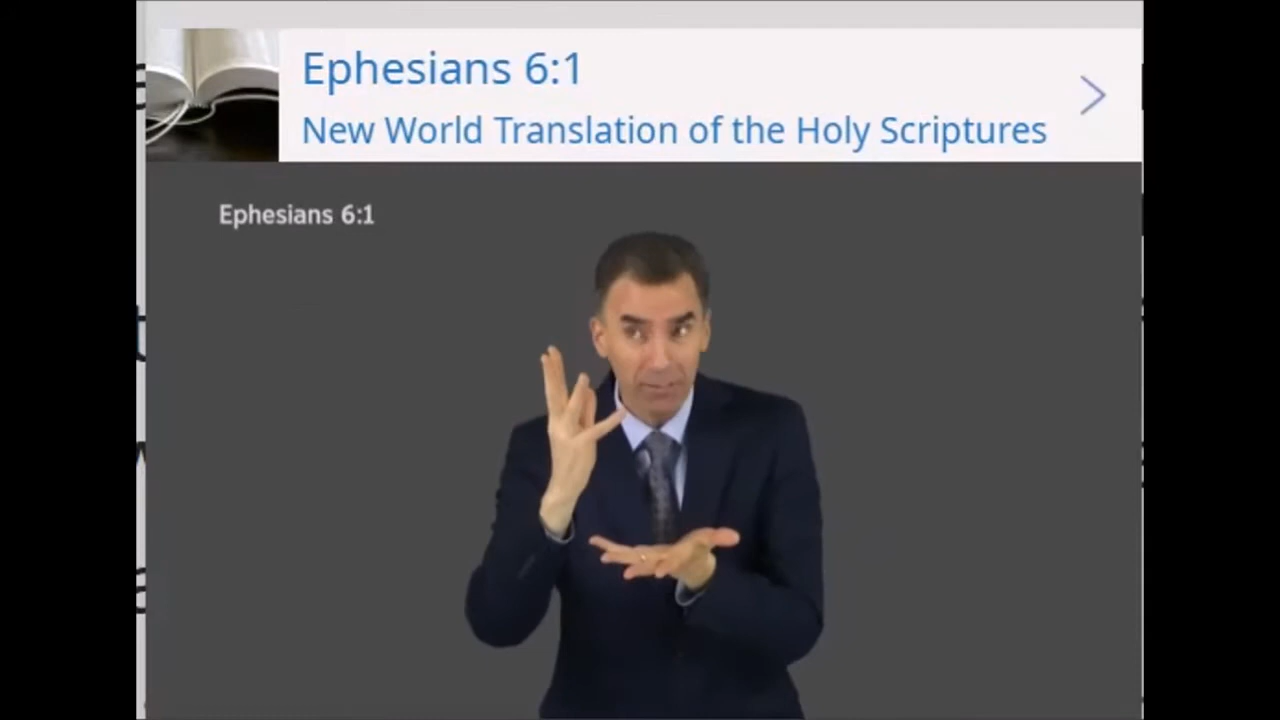 Ephesians 6:1
New World Translation of the Holy Scriptures
Ephesians 6:1